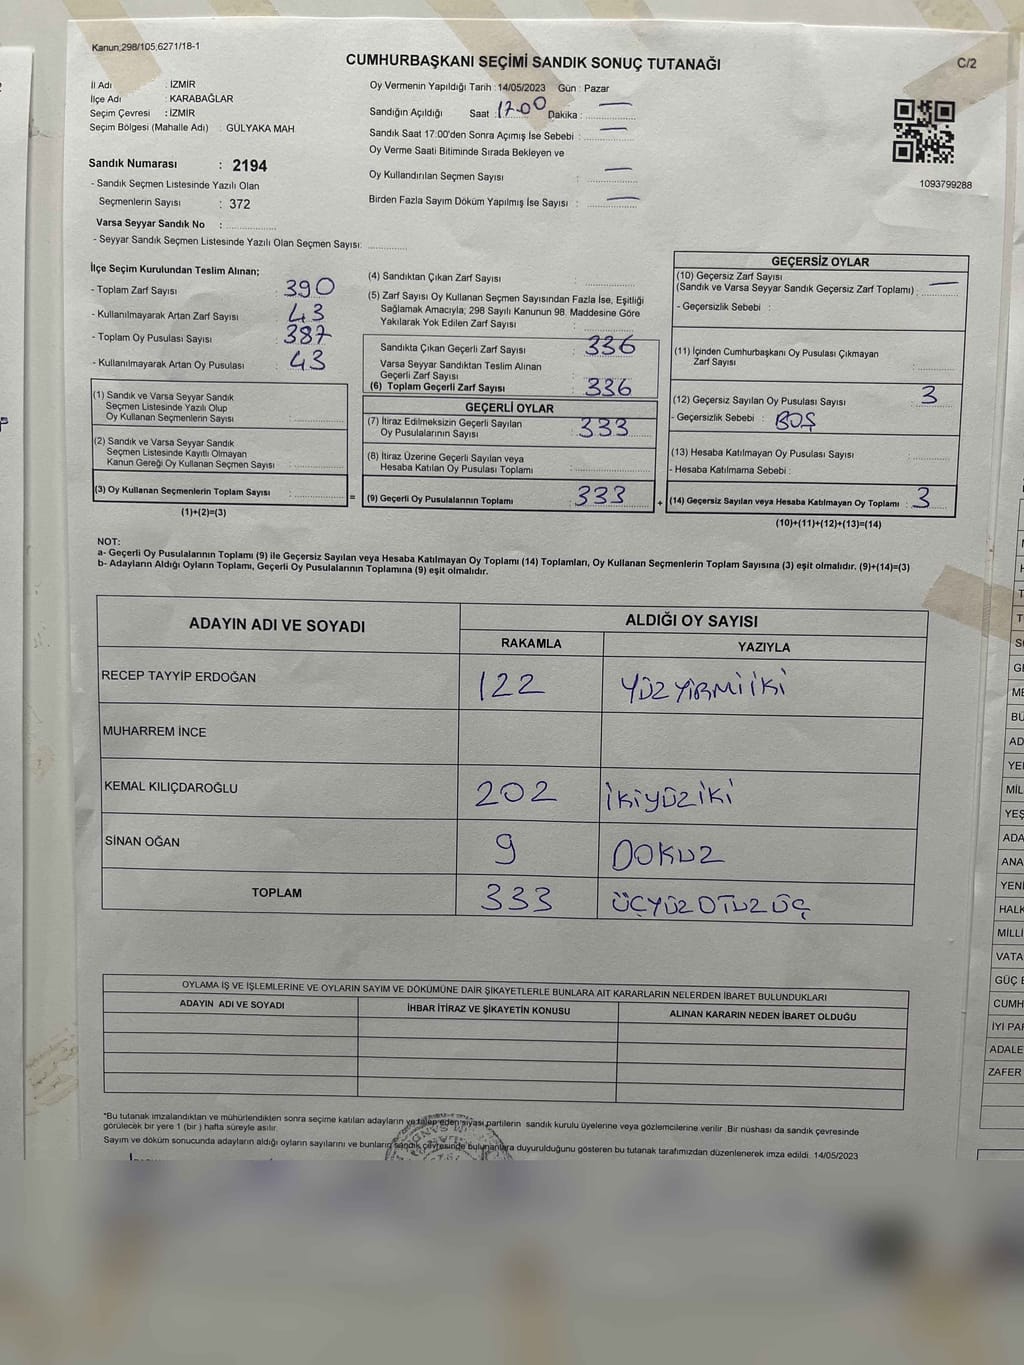 Kanun;298/105,6271/18-1
CUMHURBAŞKANI SEÇİMİ SANDIK SONUÇ TUTANAĞI
C/2
İl Adı : İZMİR
İlçe Adı : KARABAĞLAR
Seçim Çevresi : İZMİR
Seçim Bölgesi (Mahalle Adı) : GÜLYAKA MAH
Sandık Numarası : 2194
- Sandık Seçmen Listesinde Yazılı Olan
Seçmenlerin Sayısı : 372
Varsa Seyyar Sandık No :
- Seyyar Sandık Seçmen Listesinde Yazılı Olan Seçmen Sayısı:
Oy Vermenin Yapıldığı Tarih : 14/05/2023 Gün : Pazar
Sandığın Açıldığı Saat : 17.00 Dakika : —
Sandık Saat 17:00'den Sonra Açımış İse Sebebi : —
Oy Verme Saati Bitiminde Sırada Bekleyen ve
Oy Kullandırılan Seçmen Sayısı : —
Birden Fazla Sayım Döküm Yapılmış İse Sayısı : —
1093799288
İlçe Seçim Kurulundan Teslim Alınan;
- Toplam Zarf Sayısı : 390
- Kullanılmayarak Artan Zarf Sayısı : 43
- Toplam Oy Pusulası Sayısı : 387
- Kullanılmayarak Artan Oy Pusulası : 43
(1) Sandık ve Varsa Seyyar Sandık
Seçmen Listesinde Yazılı Olup
Oy Kullanan Seçmenlerin Sayısı :
(2) Sandık ve Varsa Seyyar Sandık
Seçmen Listesinde Kayıtlı Olmayan
Kanun Gereği Oy Kullanan Seçmen Sayısı :
(3) Oy Kullanan Seçmenlerin Toplam Sayısı :
(1)+(2)=(3)
(4) Sandıktan Çıkan Zarf Sayısı :
(5) Zarf Sayısı Oy Kullanan Seçmen Sayısından Fazla İse, Eşitliği
Sağlamak Amacıyla; 298 Sayılı Kanunun 98. Maddesine Göre
Yakılarak Yok Edilen Zarf Sayısı :
Sandıkta Çıkan Geçerli Zarf Sayısı : 336
Varsa Seyyar Sandıktan Teslim Alınan
Geçerli Zarf Sayısı :
(6) Toplam Geçerli Zarf Sayısı : 336
GEÇERLİ OYLAR
(7) İtiraz Edilmeksizin Geçerli Sayılan
Oy Pusulalarının Sayısı : 333
(8) İtiraz Üzerine Geçerli Sayılan veya
Hesaba Katılan Oy Pusulası Toplamı :
= (9) Geçerli Oy Pusulalarının Toplamı : 333
GEÇERSİZ OYLAR
(10) Geçersiz Zarf Sayısı
(Sandık ve Varsa Seyyar Sandık Geçersiz Zarf Toplamı) : —
- Geçersizlik Sebebi :
(11) İçinden Cumhurbaşkanı Oy Pusulası Çıkmayan
Zarf Sayısı :
(12) Geçersiz Sayılan Oy Pusulası Sayısı : 3
- Geçersizlik Sebebi : BOŞ
(13) Hesaba Katılmayan Oy Pusulası Sayısı :
- Hesaba Katılmama Sebebi :
+ (14) Geçersiz Sayılan veya Hesaba Katılmayan Oy Toplamı : 3
(10)+(11)+(12)+(13)=(14)
NOT:
a- Geçerli Oy Pusulalarının Toplamı (9) ile Geçersiz Sayılan veya Hesaba Katılmayan Oy Toplamı (14) Toplamları, Oy Kullanan Seçmenlerin Toplam Sayısına (3) eşit olmalıdır. (9)+(14)=(3)
b- Adayların Aldığı Oyların Toplamı, Geçerli Oy Pusulalarının Toplamına (9) eşit olmalıdır.
ADAYIN ADI VE SOYADI
ALDIĞI OY SAYISI
RAKAMLA YAZIYLA
RECEP TAYYİP ERDOĞAN 122 YÜZYİRMİİKİ
MUHARREM İNCE
KEMAL KILIÇDAROĞLU 202 İKİYÜZİKİ
SİNAN OĞAN 9 DOKUZ
TOPLAM 333 ÜÇYÜZOTUZÜÇ
OYLAMA İŞ VE İŞLEMLERİNE VE OYLARIN SAYIM VE DÖKÜMÜNE DAİR ŞİKAYETLERLE BUNLARA AİT KARARLARIN NELERDEN İBARET BULUNDUKLARI
ADAYIN ADI VE SOYADI İHBAR İTİRAZ VE ŞİKAYETİN KONUSU ALINAN KARARIN NEDEN İBARET OLDUĞU
*Bu tutanak imzalandıktan ve mühürlendikten sonra seçime katılan adayların ve talep eden siyasi partilerin sandık kurulu üyelerine veya gözlemcilerine verilir .Bir nüshası da sandık çevresinde
görülecek bir yere 1 (bir ) hafta süreyle asılır.
Sayım ve döküm sonucunda adayların aldığı oyların sayılarını ve bunların sandık çevresinde bulunanlara duyurulduğunu gösteren bu tutanak tarafımızdan düzenlenerek imza edildi. 14/05/2023